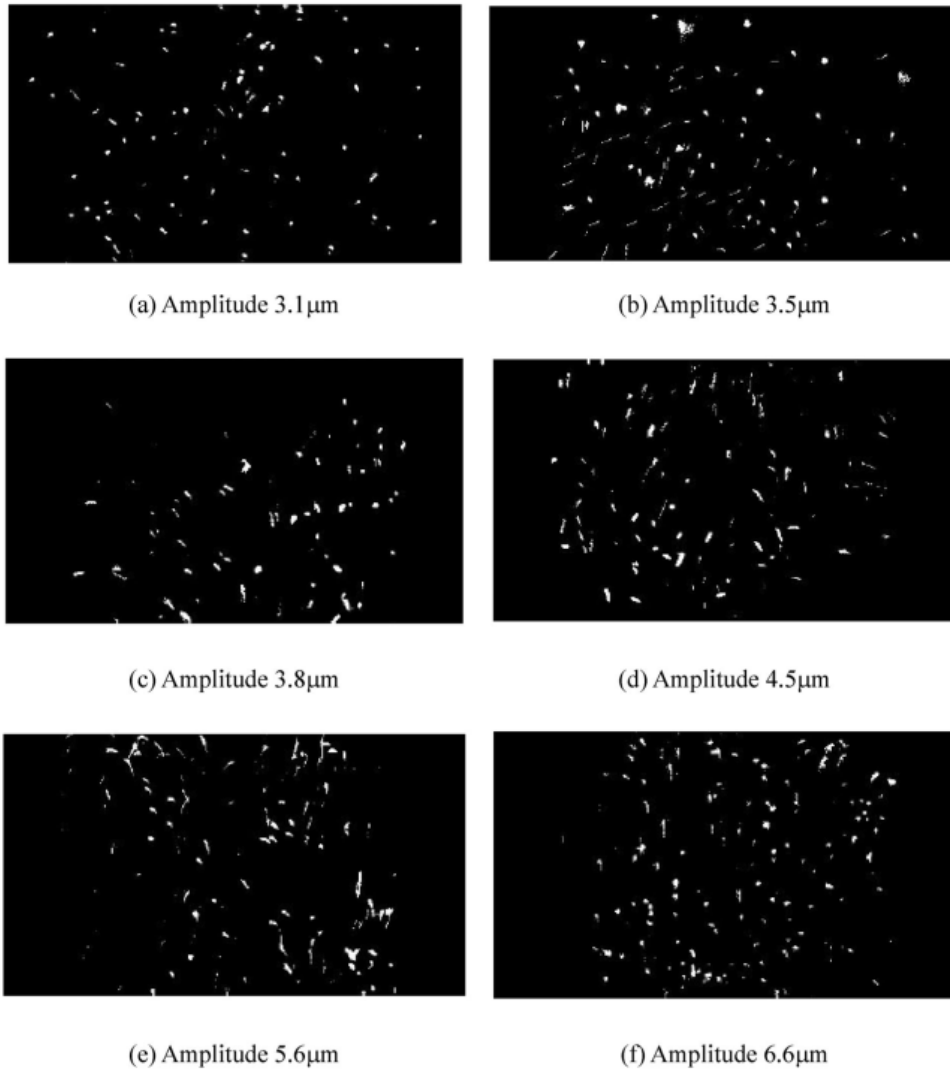 (a) Amplitude 3.1μm
(b) Amplitude 3.5μm
(c) Amplitude 3.8μm
(d) Amplitude 4.5μm
(e) Amplitude 5.6μm
(f) Amplitude 6.6μm